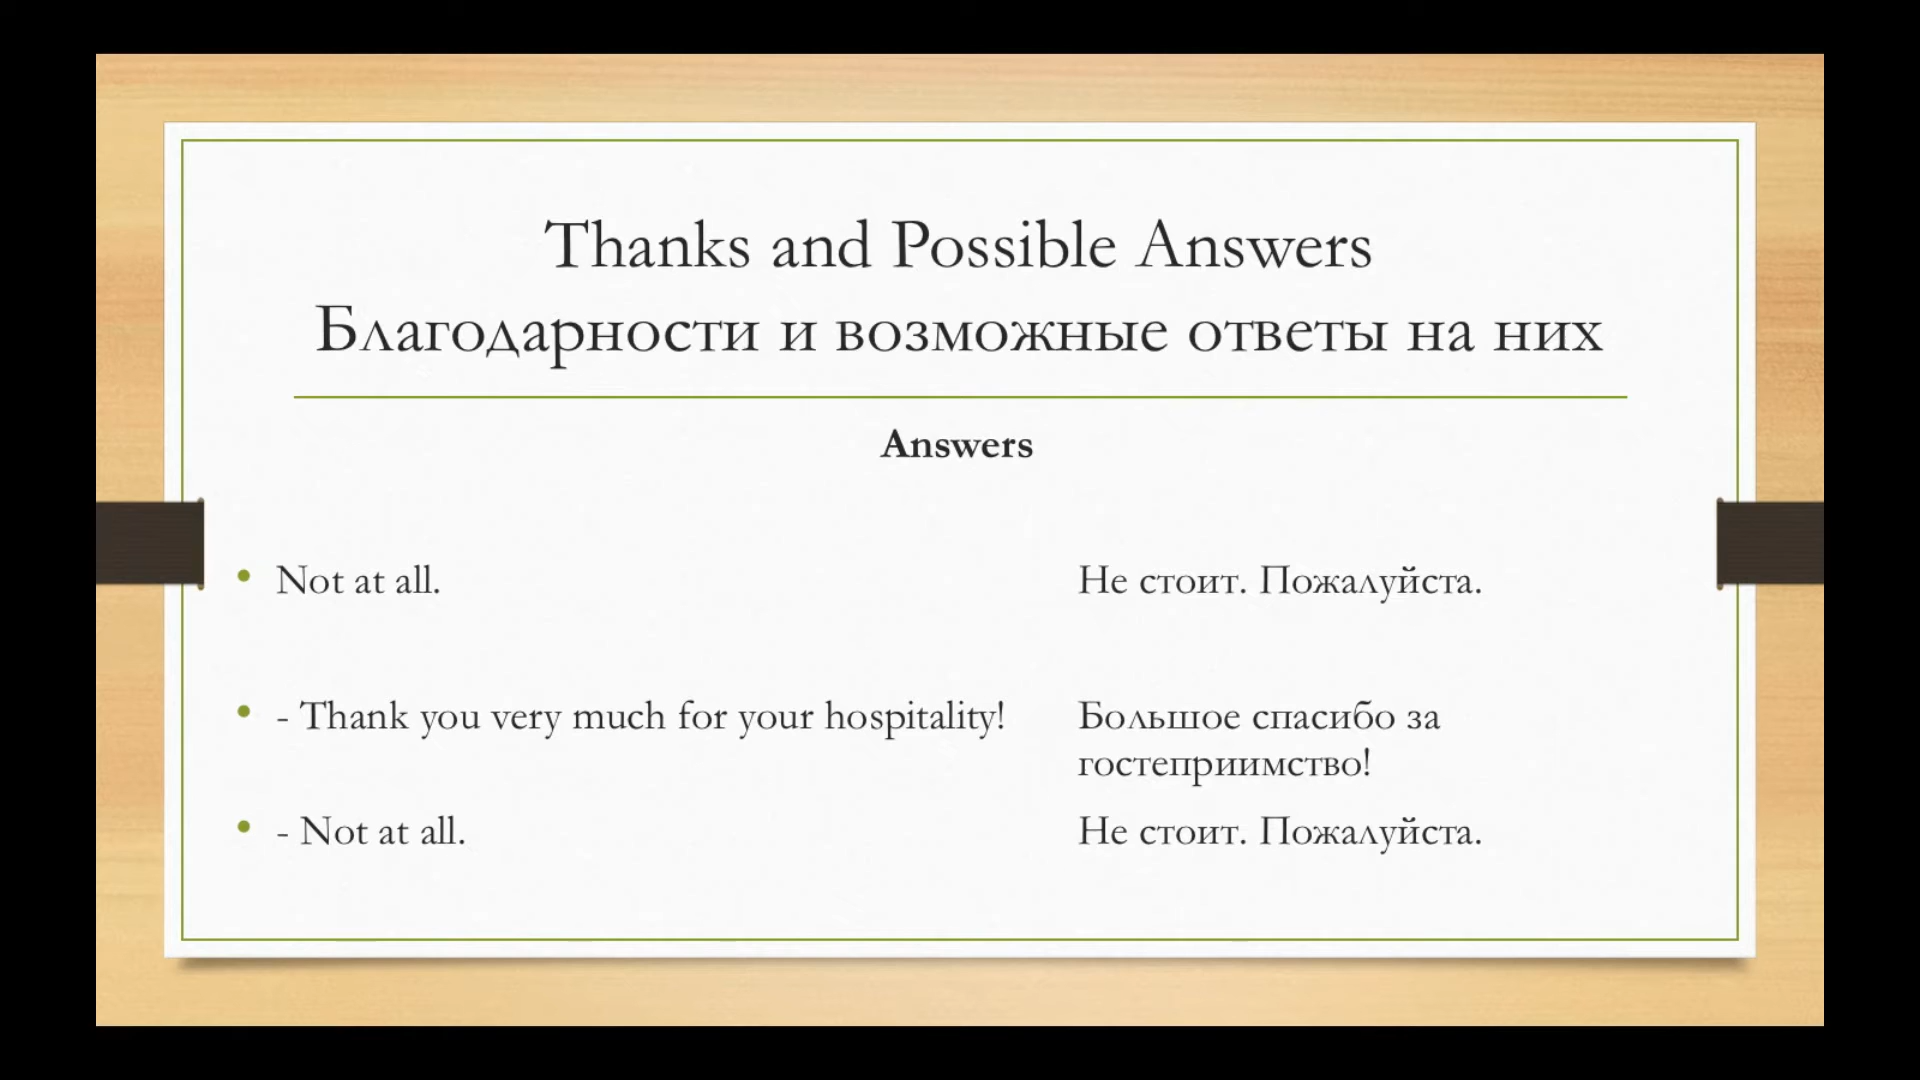 Thanks and Possible Answers
Благодарности и возможные ответы на них
Answers
• Not at all. Не стоит. Пожалуйста.
• - Thank you very much for your hospitality! Большое спасибо за
гостеприимство!
• - Not at all. Не стоит. Пожалуйста.